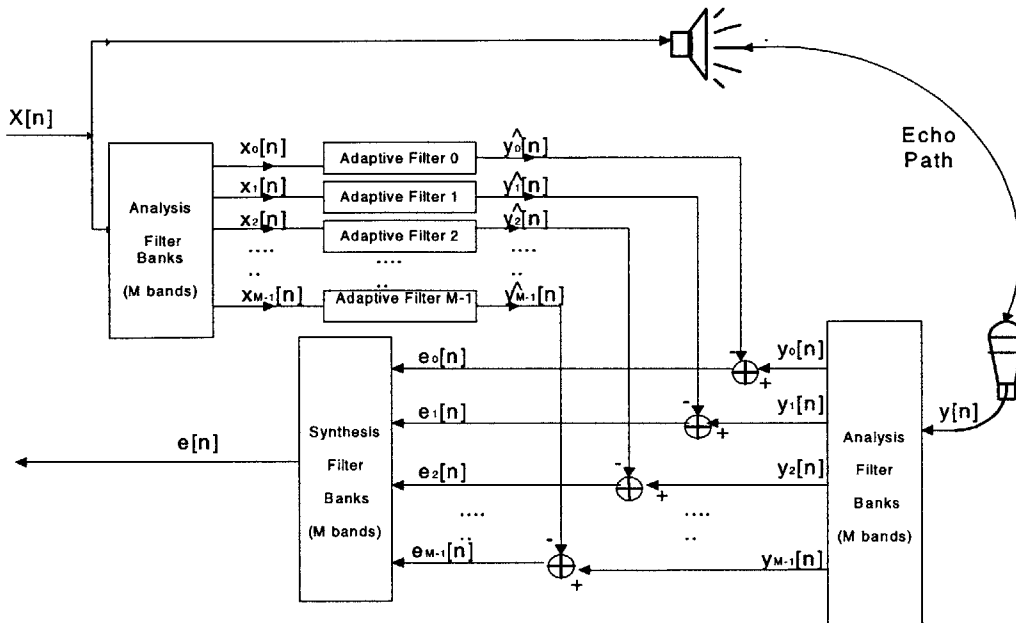 X[n]
Echo
Path
x₀[n]
x₁[n]
x₂[n]
....
..
xM-1[n]
Analysis
Filter
Banks
(M bands)
Adaptive Filter 0
Adaptive Filter 1
Adaptive Filter 2
....
..
Adaptive Filter M-1
ŷ₀[n]
ŷ₁[n]
ŷ₂[n]
....
..
ŷM-1[n]
e[n]
Synthesis
Filter
Banks
(M bands)
e₀[n]
e₁[n]
e₂[n]
....
..
eM-1[n]
-
+
-
+
-
+
-
+
y₀[n]
y₁[n]
y₂[n]
....
..
yM-1[n]
Analysis
Filter
Banks
(M bands)
y[n]